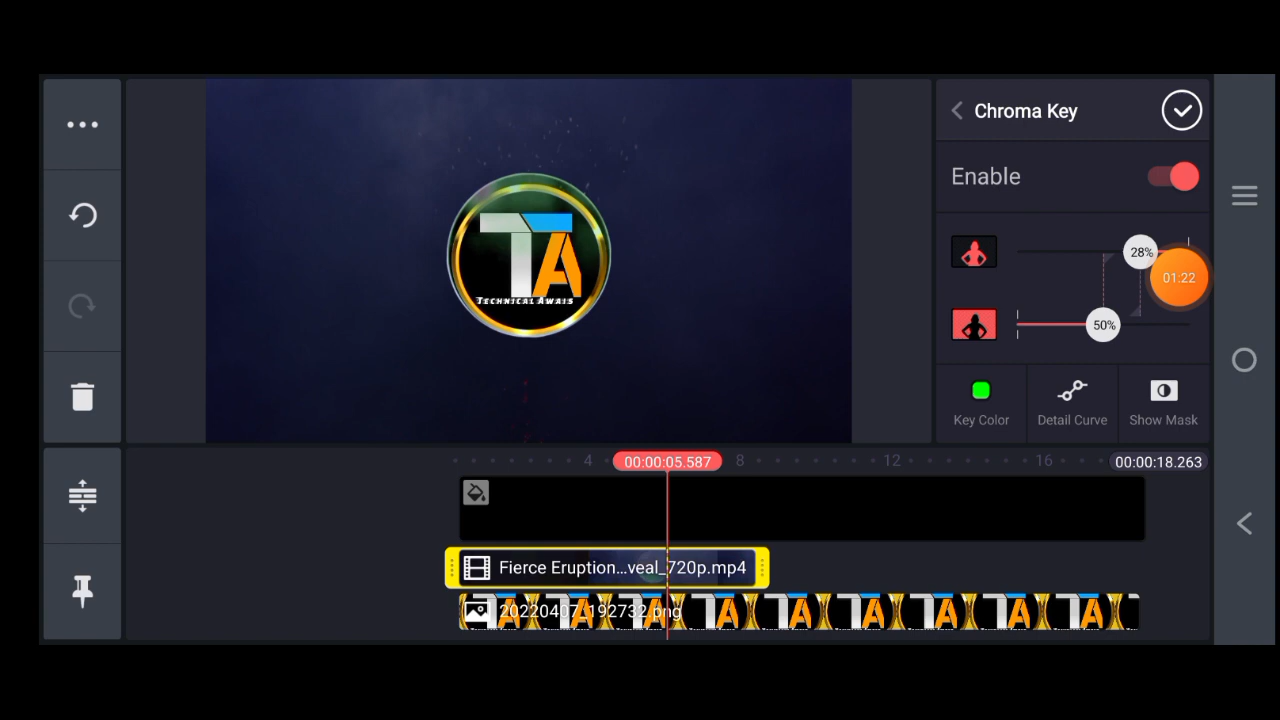 Chroma Key
Enable
28%
01:22
50%
Key Color
Detail Curve
Show Mask
TA
TECHNICAL AWAIS
4
00:00:05.587
8
12
16
00:00:18.263
Fierce Eruption...veal_720p.mp4
20220407_192732.png